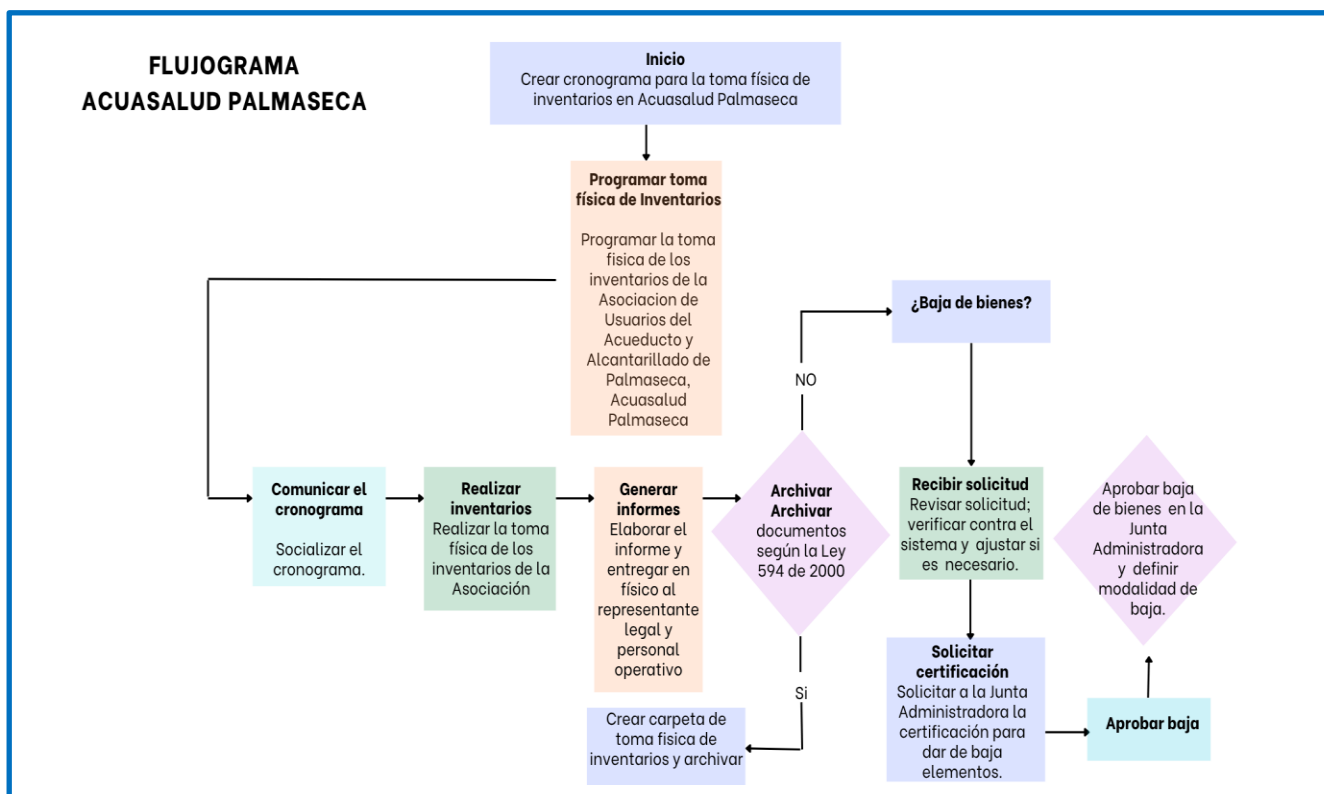 FLUJOGRAMA
ACUASALUD PALMASECA
Inicio
Crear cronograma para la toma física de
inventarios en Acuasalud Palmaseca
Programar toma
física de Inventarios
Programar la toma
fisica de los
inventarios de la
Asociacion de
Usuarios del
Acueducto y
Alcantarillado de
Palmaseca,
Acuasalud
Palmaseca
Comunicar el
cronograma
Socializar el
cronograma.
Realizar
inventarios
Realizar la toma
física de los
inventarios de la
Asociación
Generar
informes
Elaborar el
informe y
entregar en
físico al
representante
legal y
personal
operativo
Archivar
Archivar
documentos
según la Ley
594 de 2000
NO
¿Baja de bienes?
Si
Crear carpeta de
toma fisica de
inventarios y archivar
Recibir solicitud
Revisar solicitud;
verificar contra el
sistema y ajustar si
es necesario.
Solicitar
certificación
Solicitar a la Junta
Administradora la
certificación para
dar de baja
elementos.
Aprobar baja
Aprobar baja
de bienes en la
Junta
Administradora
y definir
modalidad de
baja.